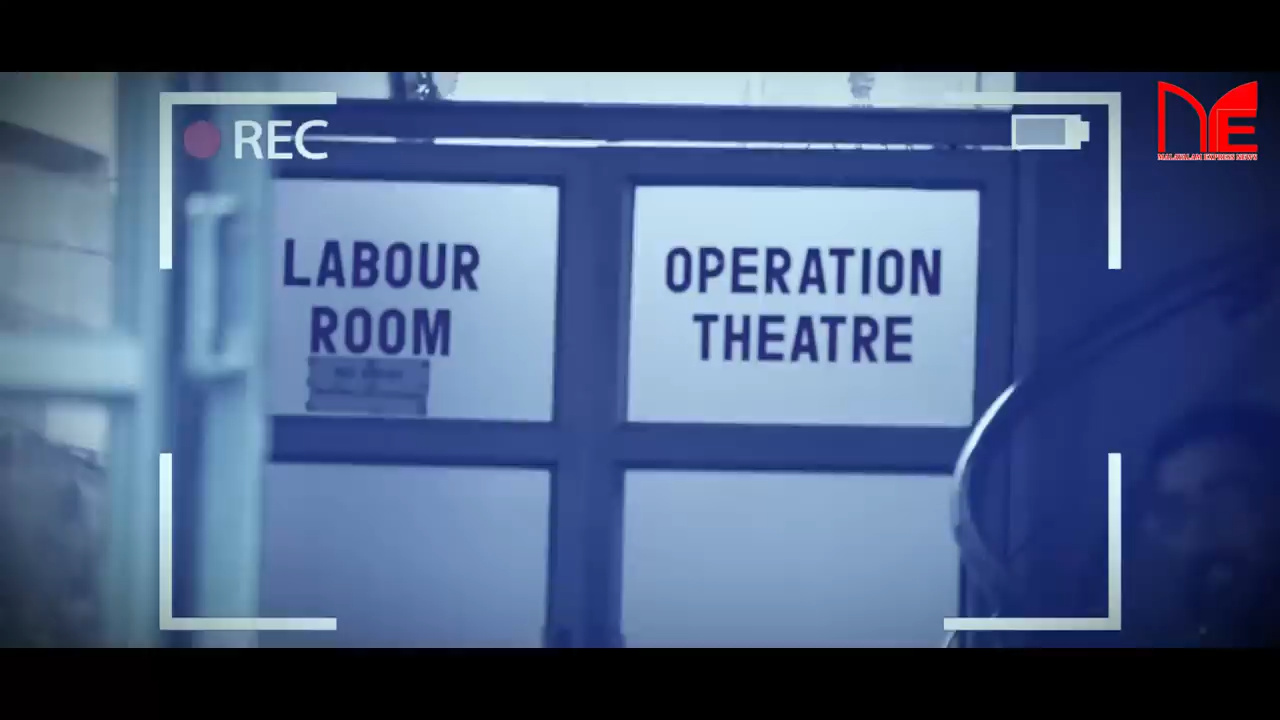 REC
MALAYALAM EXPRESS NEWS
LABOUR
ROOM
OPERATION
THEATRE